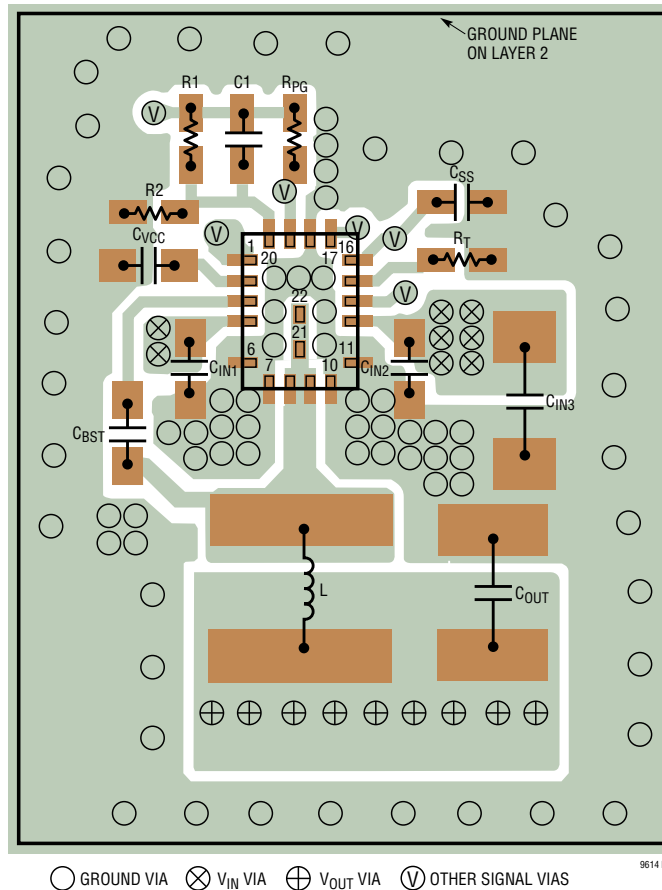 GROUND PLANE
ON LAYER 2
R1 C1 RPG
V
V
CSS
R2
V
V
V
CVCC
1 20 17 16
RT
V
22
21
6 7 10 11
CIN1
CIN2
CIN3
CBST
L
COUT
9614
GROUND VIA VIN VIA VOUT VIA V OTHER SIGNAL VIAS